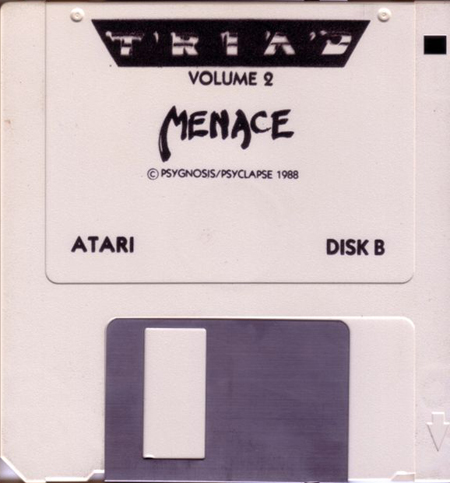 TRIAD
VOLUME 2
MENACE
© PSYGNOSIS/PSYCLAPSE 1988
ATARI DISK B